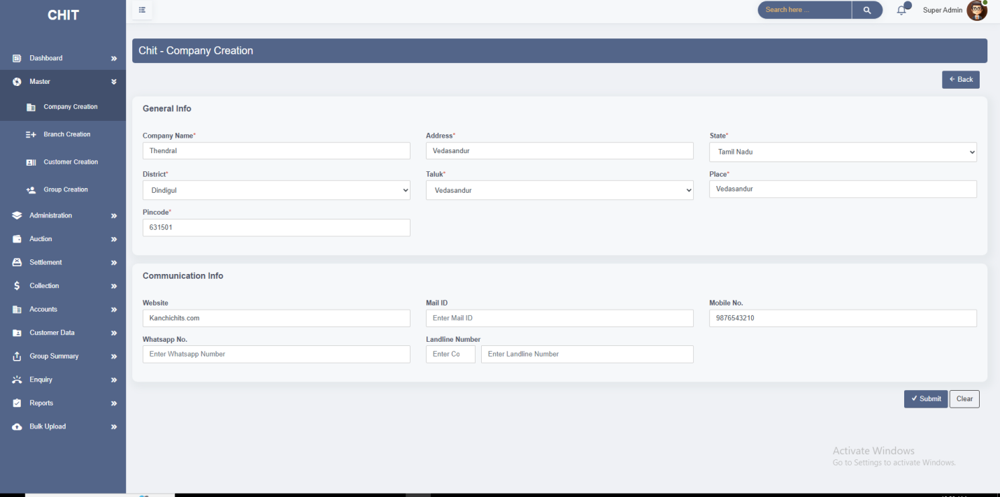 CHIT
Search here ...
Super Admin
Dashboard
Master
Company Creation
Branch Creation
Customer Creation
Group Creation
Administration
Auction
Settlement
Collection
Accounts
Customer Data
Group Summary
Enquiry
Reports
Bulk Upload
Chit - Company Creation
Back
General Info
Company Name* Address* State*
Thendral Vedasandur Tamil Nadu
District* Taluk* Place*
Dindigul Vedasandur Vedasandur
Pincode*
631501
Communication Info
Website Mail ID Mobile No.
Kanchichits.com Enter Mail ID 9876543210
Whatsapp No. Landline Number
Enter Whatsapp Number Enter Co Enter Landline Number
Submit Clear
Activate Windows
Go to Settings to activate Windows.